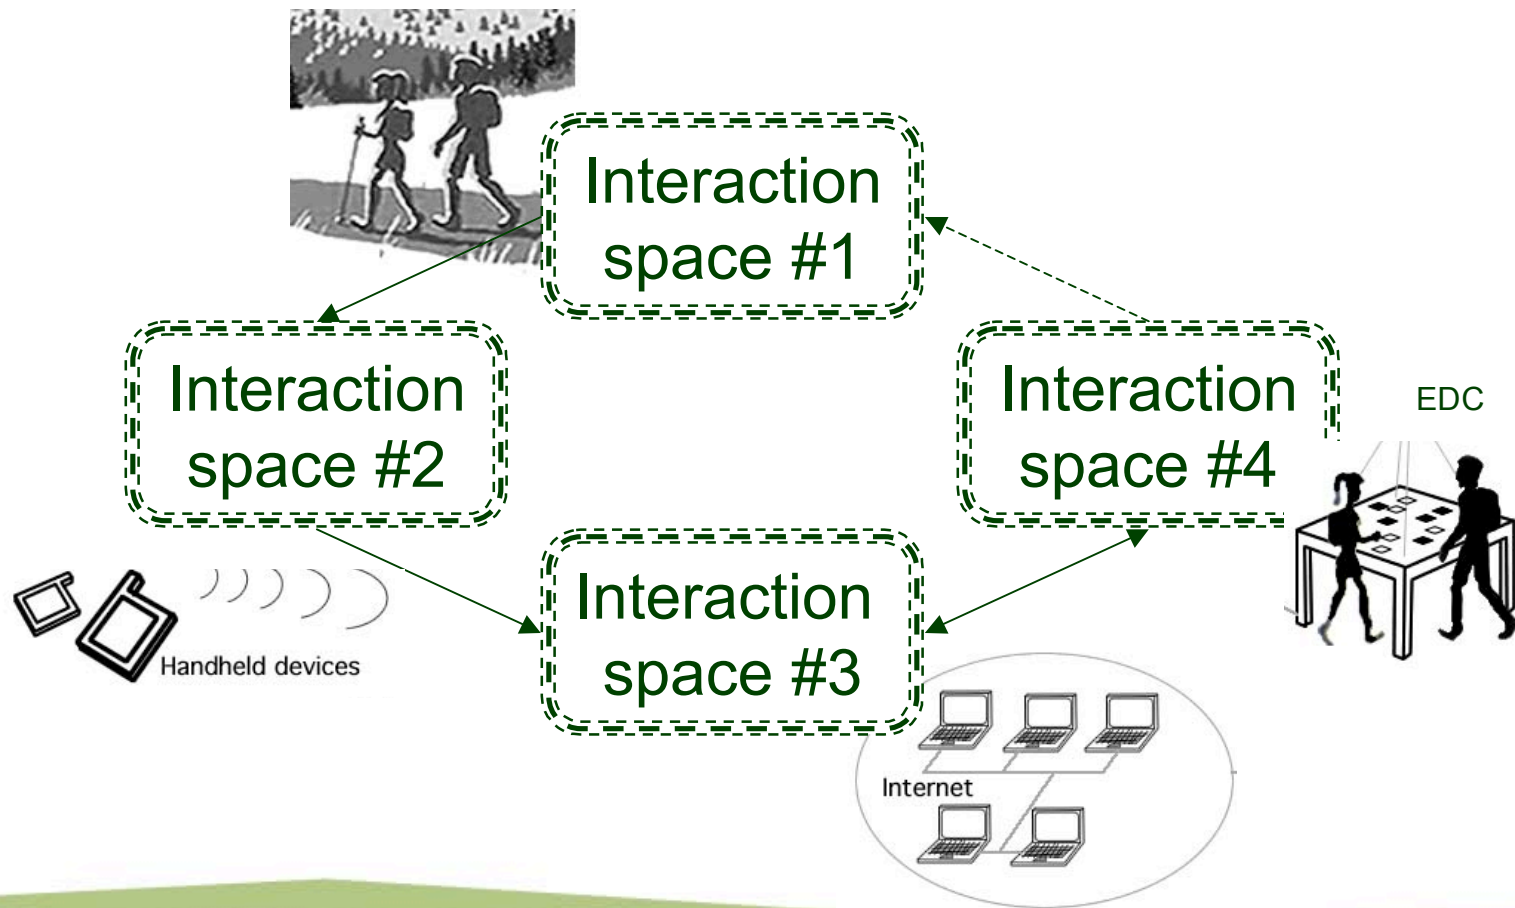 Interaction
space #1
Interaction
space #2
Interaction
space #4
EDC
Interaction
space #3
Handheld devices
Internet